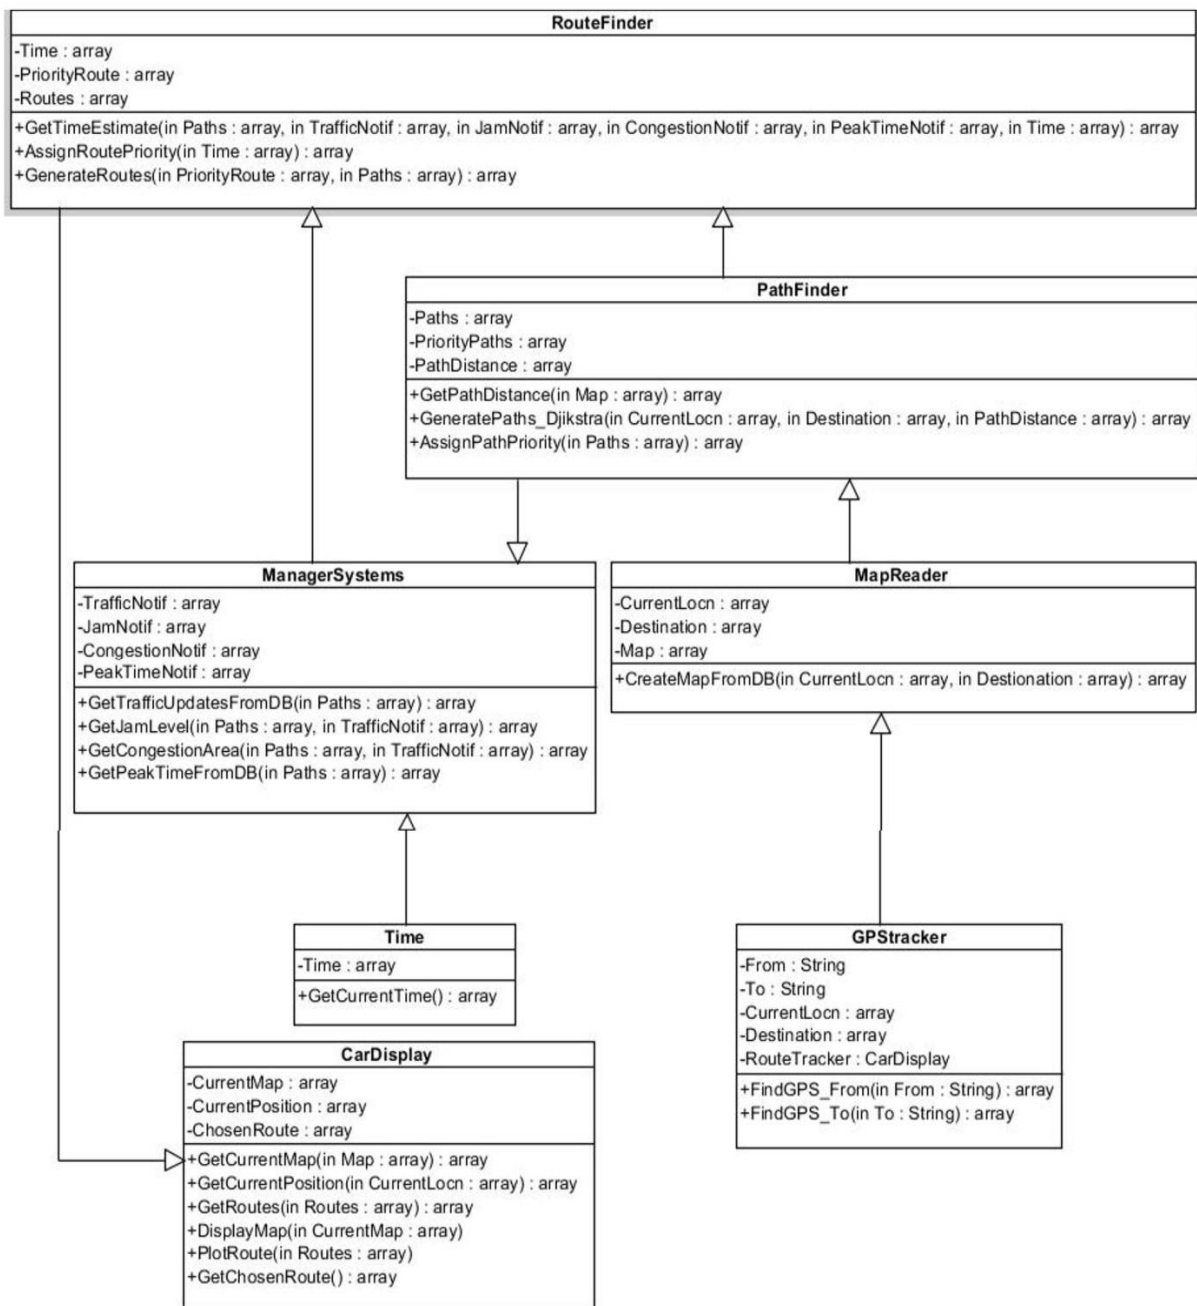 RouteFinder
-Time : array
-PriorityRoute : array
-Routes : array
+GetTimeEstimate(in Paths : array, in TrafficNotif : array, in JamNotif : array, in CongestionNotif : array, in PeakTimeNotif : array, in Time : array) : array
+AssignRoutePriority(in Time : array) : array
+GenerateRoutes(in PriorityRoute : array, in Paths : array) : array
PathFinder
-Paths : array
-PriorityPaths : array
-PathDistance : array
+GetPathDistance(in Map : array) : array
+GeneratePaths_Djikstra(in CurrentLocn : array, in Destination : array, in PathDistance : array) : array
+AssignPathPriority(in Paths : array) : array
ManagerSystems
-TrafficNotif : array
-JamNotif : array
-CongestionNotif : array
-PeakTimeNotif : array
+GetTrafficUpdatesFromDB(in Paths : array) : array
+GetJamLevel(in Paths : array, in TrafficNotif : array) : array
+GetCongestionArea(in Paths : array, in TrafficNotif : array) : array
+GetPeakTimeFromDB(in Paths : array) : array
MapReader
-CurrentLocn : array
-Destination : array
-Map : array
+CreateMapFromDB(in CurrentLocn : array, in Destionation : array) : array
Time
-Time : array
+GetCurrentTime() : array
GPStracker
-From : String
-To : String
-CurrentLocn : array
-Destination : array
-RouteTracker : CarDisplay
+FindGPS_From(in From : String) : array
+FindGPS_To(in To : String) : array
CarDisplay
-CurrentMap : array
-CurrentPosition : array
-ChosenRoute : array
+GetCurrentMap(in Map : array) : array
+GetCurrentPosition(in CurrentLocn : array) : array
+GetRoutes(in Routes : array) : array
+DisplayMap(in CurrentMap : array)
+PlotRoute(in Routes : array)
+GetChosenRoute() : array